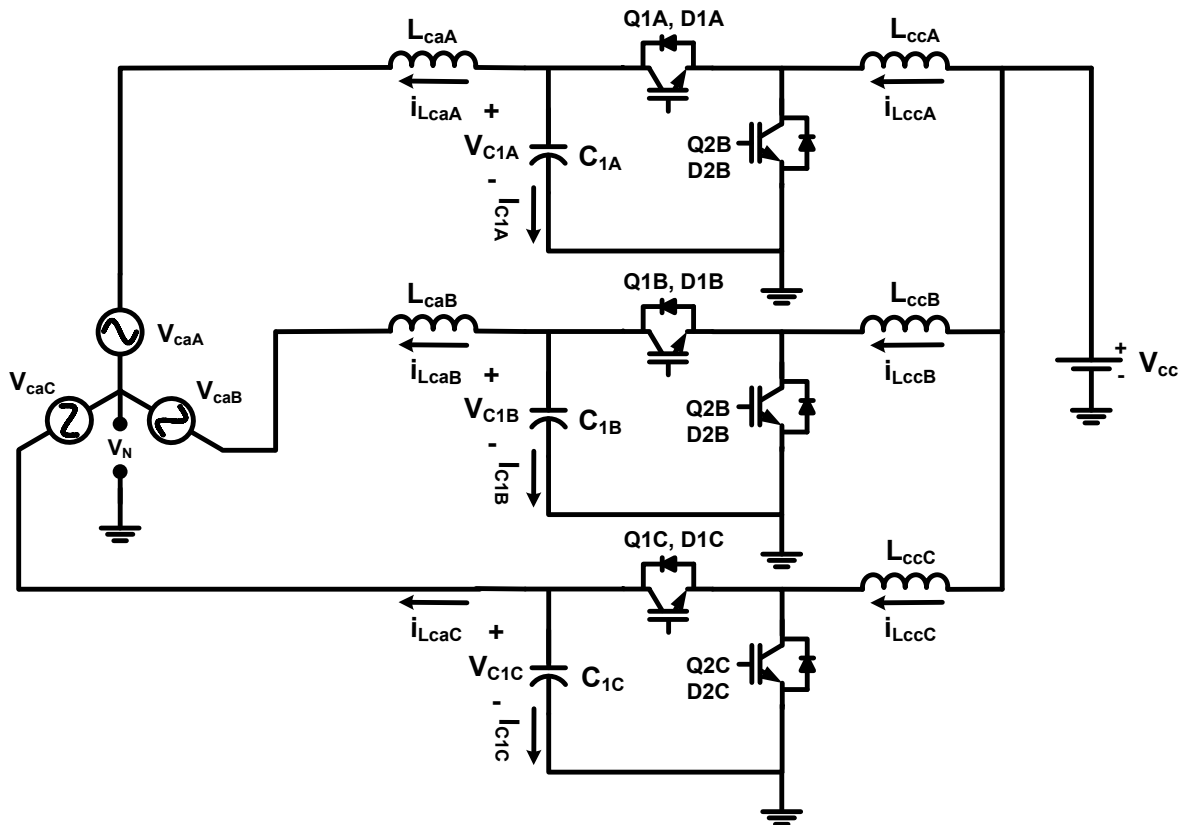 Q1A, D1A
LcaA
LccA
iLcaA
iLccA
+
VC1A
-
C1A
IC1A
Q2B
D2B
Q1B, D1B
LcaB
LccB
VcaA
iLcaB
iLccB
VcaC
VcaB
+
VC1B
-
C1B
IC1B
Q2B
D2B
+
-
Vcc
VN
Q1C, D1C
LccC
iLcaC
iLccC
+
VC1C
-
C1C
IC1C
Q2C
D2C